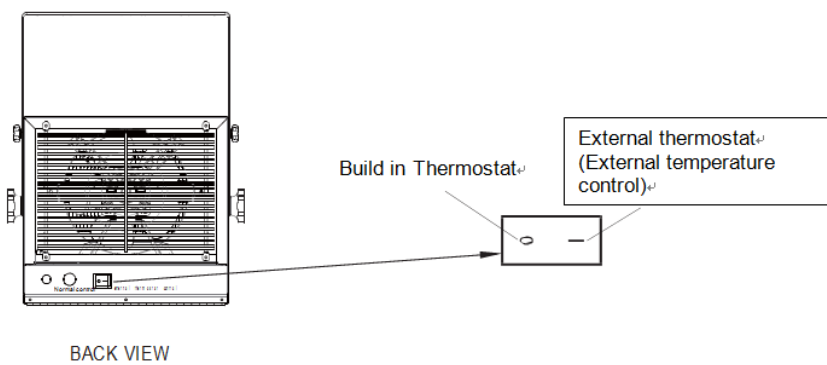 External thermostat
(External temperature
control)
Build in Thermostat
Normal control
BACK VIEW